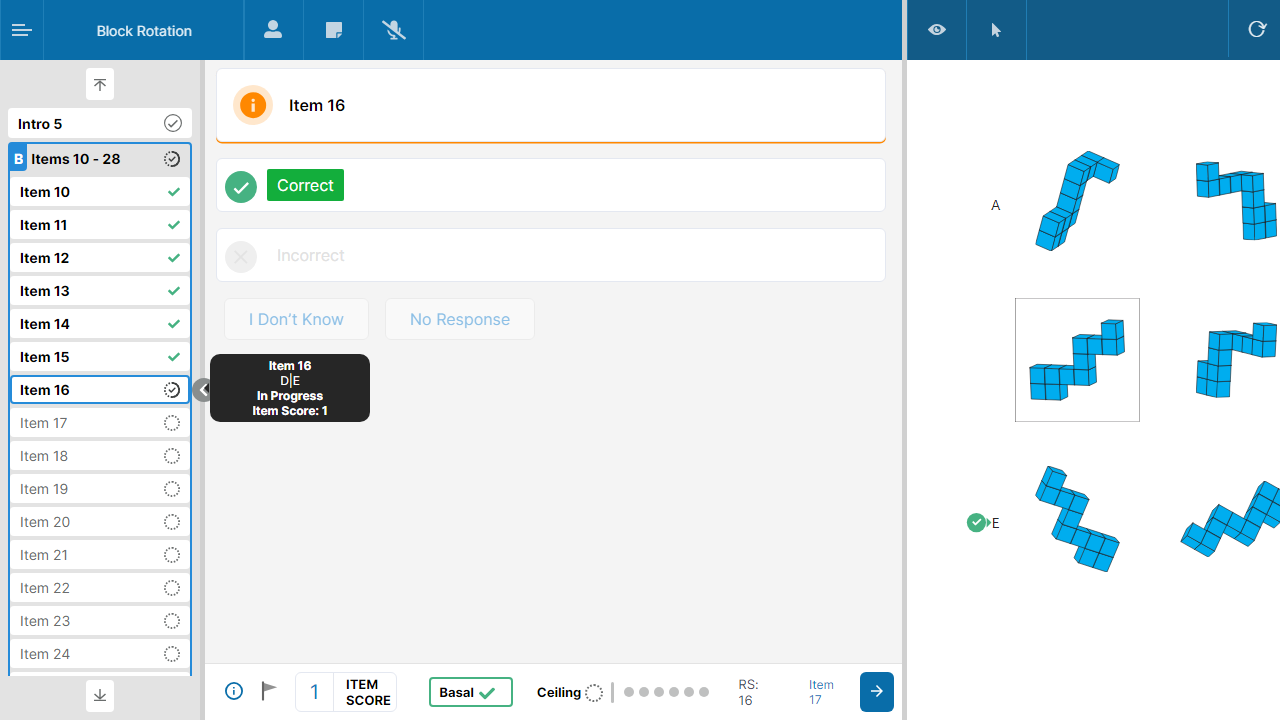 Block Rotation
Intro 5
B Items 10 - 28
Item 10
Item 11
Item 12
Item 13
Item 14
Item 15
Item 16
Item 17
Item 18
Item 19
Item 20
Item 21
Item 22
Item 23
Item 24
Item 16
Correct
Incorrect
I Don't Know
No Response
Item 16
D|E
In Progress
Item Score: 1
1
ITEM
SCORE
Basal
Ceiling
RS:
16
Item
17
A
E